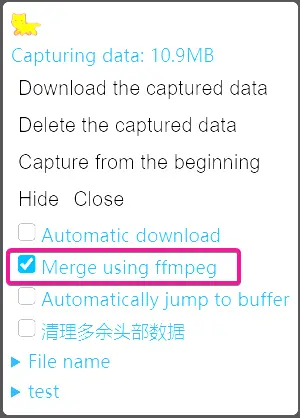 Capturing data: 10.9MB
Download the captured data
Delete the captured data
Capture from the beginning
Hide Close
Automatic download
Merge using ffmpeg
Automatically jump to buffer
清理多余头部数据
File name
test